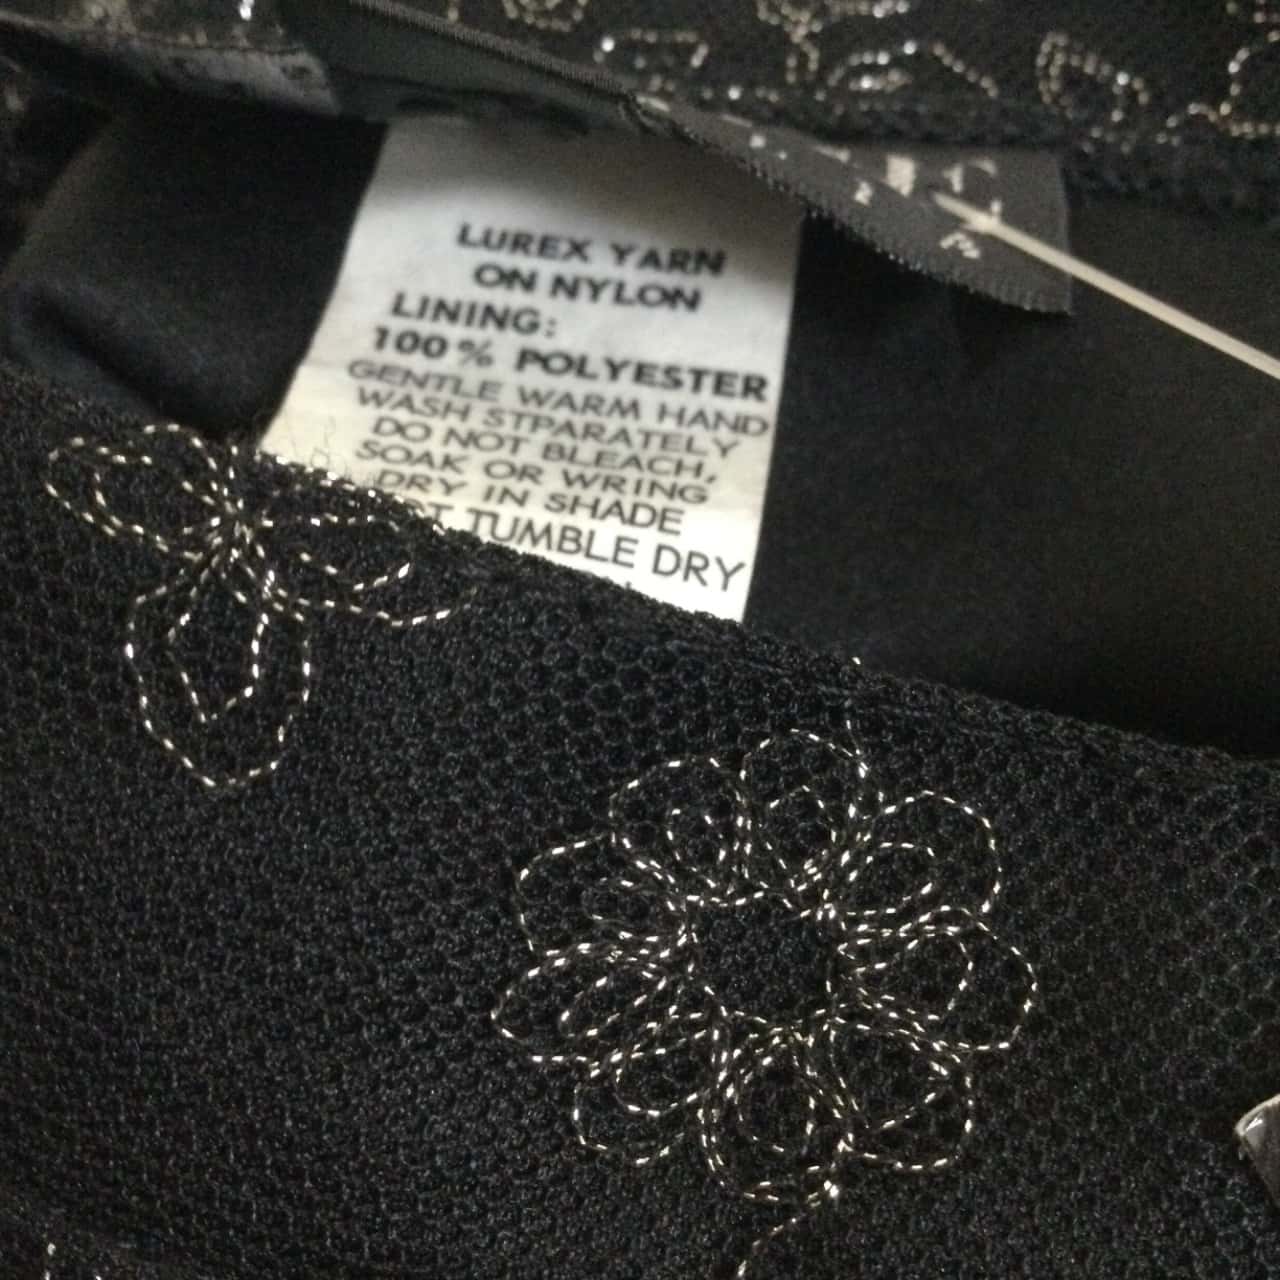 LUREX YARN
ON NYLON
LINING:
100% POLYESTER
GENTLE WARM HAND
WASH STPARATELY
DO NOT BLEACH,
SOAK OR WRING
DRY IN SHADE
TUMBLE DRY